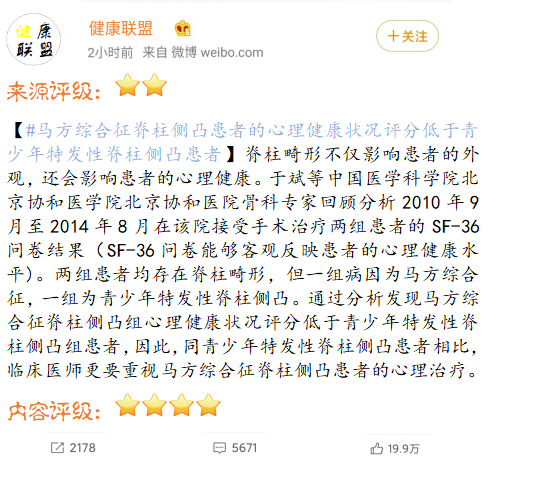 健康
联盟
健康联盟
2小时前 来自 微博 weibo.com
+关注
来源评级：
【#马方综合征脊柱侧凸患者的心理健康状况评分低于青
少年特发性脊柱侧凸患者】脊柱畸形不仅影响患者的外
观，还会影响患者的心理健康。于斌等中国医学科学院北
京协和医学院北京协和医院骨科专家回顾分析 2010 年 9
月至 2014 年 8 月在该院接受手术治疗两组患者的 SF-36
问卷结果（SF-36 问卷能够客观反映患者的心理健康水
平)。两组患者均存在脊柱畸形，但一组病因为马方综合
征，一组为青少年特发性脊柱侧凸。通过分析发现马方综
合征脊柱侧凸组心理健康状况评分低于青少年特发性脊
柱侧凸组患者，因此，同青少年特发性脊柱侧凸患者相比，
临床医师更要重视马方综合征脊柱侧凸患者的心理治疗。
内容评级：
2178 5671 19.9万